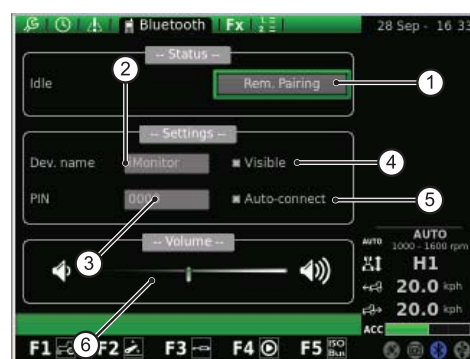 Bluetooth Fx 28 Sep - 16 33
-- Status --
Idle Rem. Pairing 1
2
-- Settings --
Dev. name iMonitor Visible 4
PIN 0000 Auto-connect 5
3
-- Volume --
AUTO AUTO
1000 - 1600 rpm
H1
20.0 kph
20.0 kph
6
ACC
F1 F2 F3 F4 F5 ISO
Bus